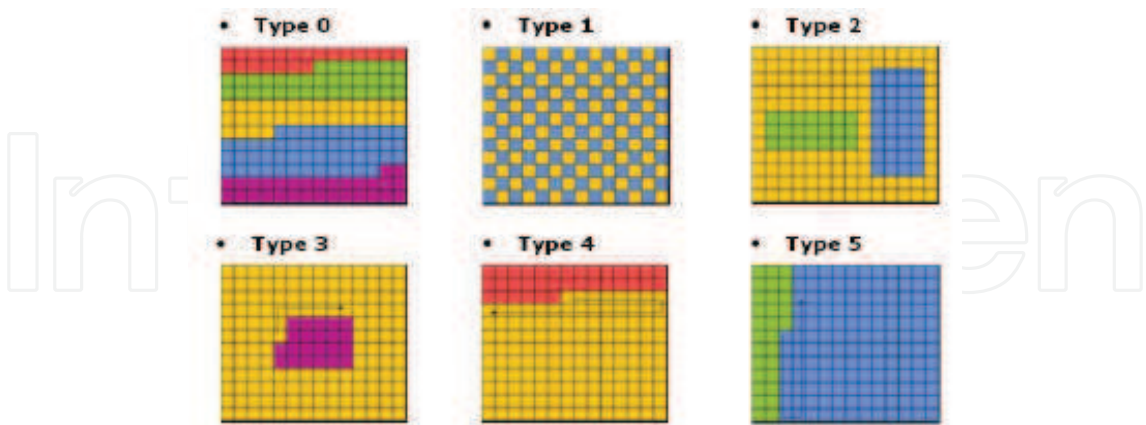 • Type 0
• Type 1
• Type 2
• Type 3
• Type 4
• Type 5